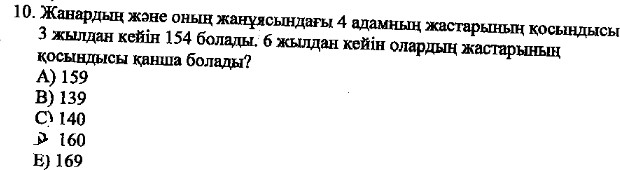 10. Жанардың және оның жанұясындағы 4 адамның жастарының қосындысы
3 жылдан кейін 154 болады. 6 жылдан кейін олардың жастарының
қосындысы қанша болады?
A) 159
B) 139
C) 140
160
E) 169